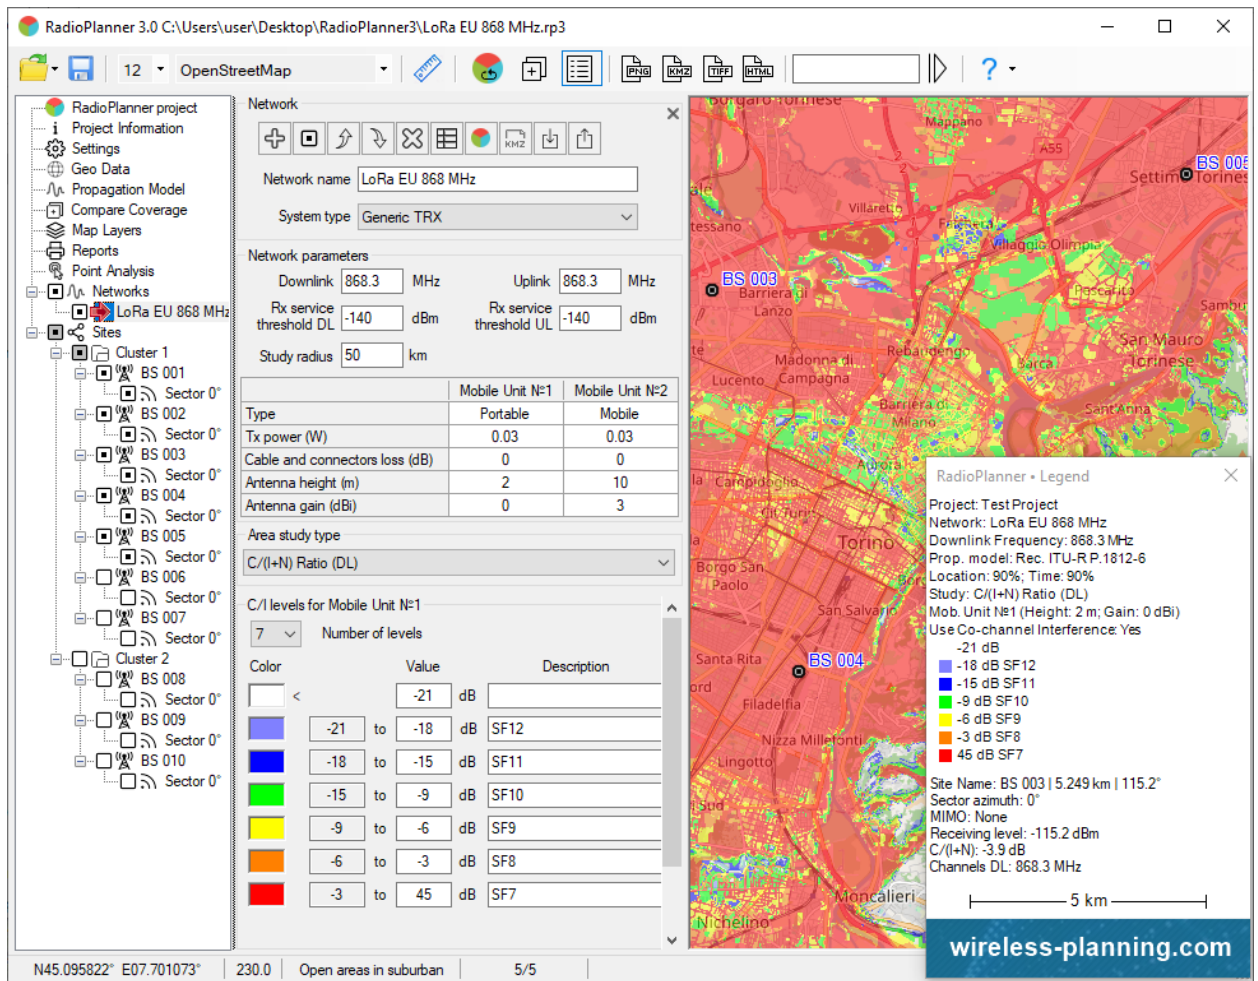 RadioPlanner 3.0 C:\Users\user\Desktop\RadioPlanner3\LoRa EU 868 MHz.rp3
12 OpenStreetMap PNG KMZ TIFF HTML ?
RadioPlanner project
Project Information
Settings
Geo Data
Propagation Model
Compare Coverage
Map Layers
Reports
Point Analysis
Networks
LoRa EU 868 MHz
Sites
Cluster 1
BS 001
Sector 0°
BS 002
Sector 0°
BS 003
Sector 0°
BS 004
Sector 0°
BS 005
Sector 0°
BS 006
Sector 0°
BS 007
Sector 0°
Cluster 2
BS 008
Sector 0°
BS 009
Sector 0°
BS 010
Sector 0°
Network
KMZ
Network name LoRa EU 868 MHz
System type Generic TRX
Network parameters
Downlink 868.3 MHz Uplink 868.3 MHz
Rx service threshold DL -140 dBm Rx service threshold UL -140 dBm
Study radius 50 km
Mobile Unit №1 Mobile Unit №2
Type Portable Mobile
Tx power (W) 0.03 0.03
Cable and connectors loss (dB) 0 0
Antenna height (m) 2 10
Antenna gain (dBi) 0 3
Area study type
C/(I+N) Ratio (DL)
C/I levels for Mobile Unit №1
7 Number of levels
Color Value Description
< -21 dB
-21 to -18 dB SF12
-18 to -15 dB SF11
-15 to -9 dB SF10
-9 to -6 dB SF9
-6 to -3 dB SF8
-3 to 45 dB SF7
Borgaro Torinese
Mappano
A55
2
BS 005
Settimo Torines
Villaretto
tessano
Villaggio Olimpia
BS 003
Barriera di
Lanzo
Pescarito
Sambu
San Mauro
Torinese
Rebaudengo
Barca
Madonna di
Campagna
Lucento
Barriera di
Milano
Sant'Anna
Aurora
Campidoglio
Cit Turin
Torino
Borgo San
Paolo
San Salvario
Santa Rita
BS 004
Filadelfia
Nizza Millefonti
Lingotto
Moncalieri
Nichelino
RadioPlanner • Legend
Project: Test Project
Network: LoRa EU 868 MHz
Downlink Frequency: 868.3 MHz
Prop. model: Rec. ITU-R P.1812-6
Location: 90%; Time: 90%
Study: C/(I+N) Ratio (DL)
Mob. Unit №1 (Height: 2 m; Gain: 0 dBi)
Use Co-channel Interference: Yes
-21 dB
-18 dB SF12
-15 dB SF11
-9 dB SF10
-6 dB SF9
-3 dB SF8
45 dB SF7
Site Name: BS 003 | 5.249 km | 115.2°
Sector azimuth: 0°
MIMO: None
Receiving level: -115.2 dBm
C/(I+N): -3.9 dB
Channels DL: 868.3 MHz
5 km
wireless-planning.com
N45.095822° E07.701073° 230.0 Open areas in suburban 5/5